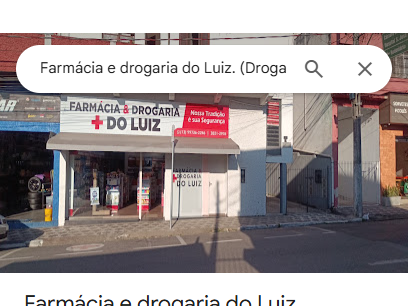 Farmácia e drogaria do Luiz. (Droga
FARMÁCIA & DROGARIA
+ DO LUIZ
Nossa Tradição
é sua Segurança
FARMÁCIA &
DROGARIA
DO LUIZ
Farmácia e drogaria do Luiz